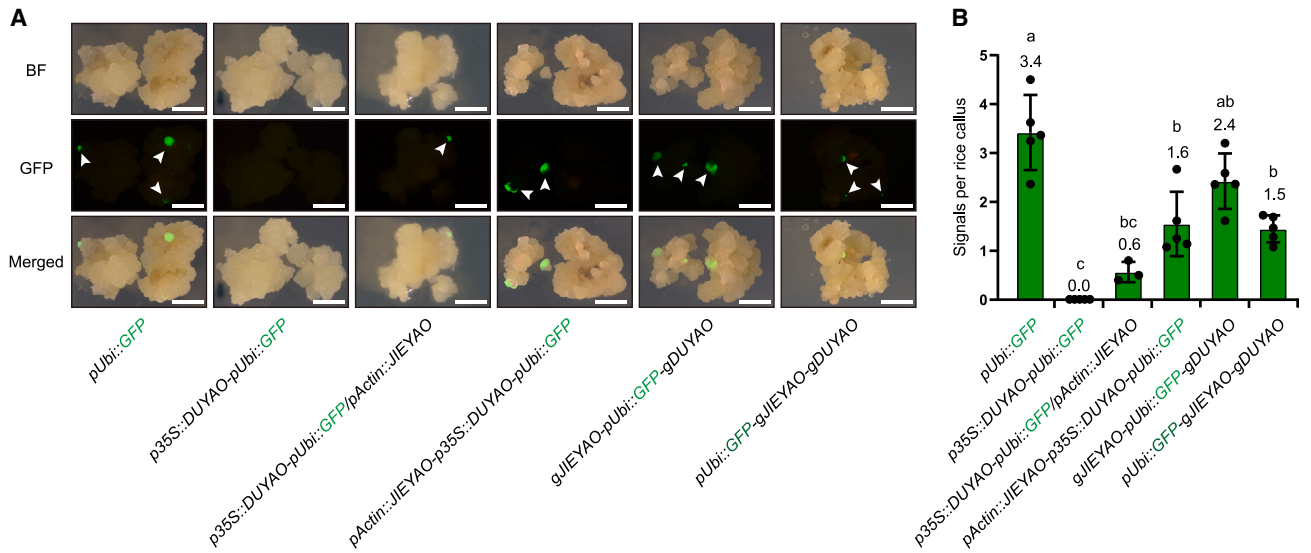 A
BF
GFP
Merged
pUbi::GFP
p35S::DUYAO-pUbi::GFP
p35S::DUYAO-pUbi::GFP/pActin::JIEYAO
pActin::JIEYAO-p35S::DUYAO-pUbi::GFP
gJIEYAO-pUbi::GFP-gDUYAO
pUbi::GFP-gJIEYAO-gDUYAO
B
Signals per rice callus
5
4
3
2
1
0
a
3.4
c
0.0
bc
0.6
b
1.6
ab
2.4
b
1.5
pUbi::GFP
p35S::DUYAO-pUbi::GFP
p35S::DUYAO-pUbi::GFP/pActin::JIEYAO
pActin::JIEYAO-p35S::DUYAO-pUbi::GFP
gJIEYAO-pUbi::GFP-gDUYAO
pUbi::GFP-gJIEYAO-gDUYAO